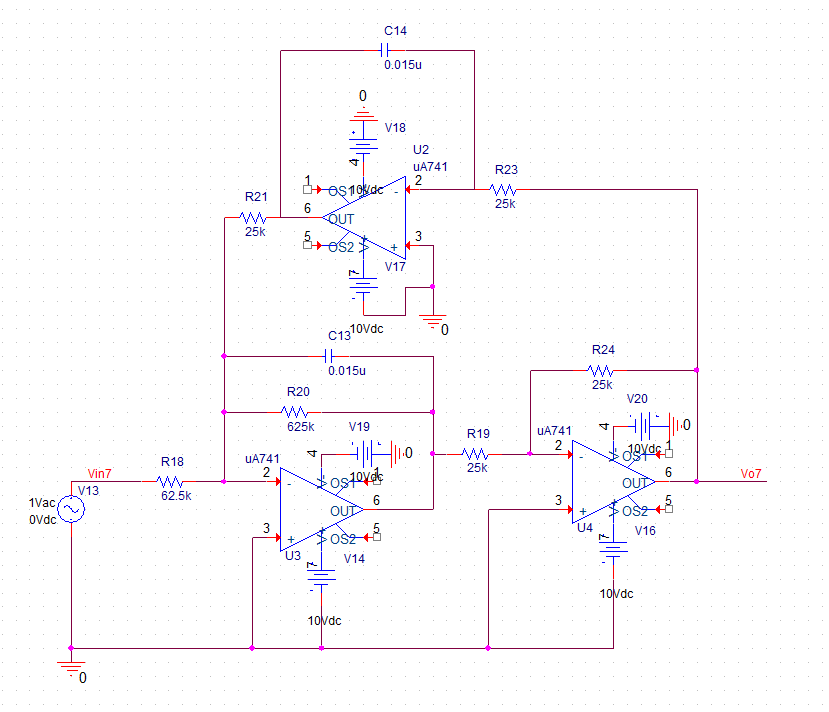 C14
0.015u
0
V18
U2
uA741
4
1
OS1
10Vdc
V-
-
2
R23
25k
R21
25k
6
OUT
5
OS2
V+
+
3
7
V17
10Vdc
0
C13
0.015u
R24
25k
R20
625k
V20
V19
R19
25k
uA741
uA741
4
0
10Vdc
1
OS1
V-
2
-
4
0
10Vdc
1
OS1
V-
R18
62.5k
Vin7
V13
1Vac
0Vdc
2
-
6
OUT
3
+
5
OS2
V+
U3
7
V14
10Vdc
6
OUT
Vo7
3
+
5
OS2
V+
U4
7
V16
10Vdc
0